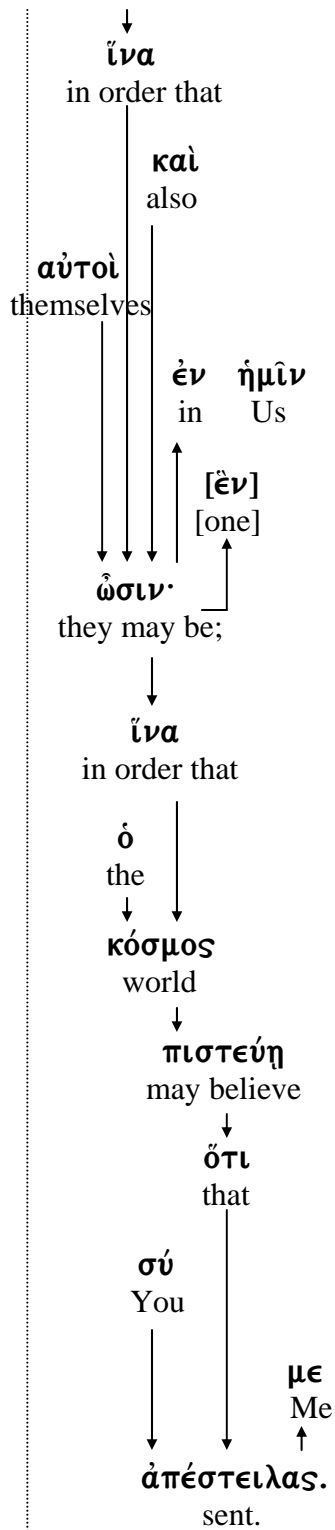 ἵνα
in order that
καὶ
also
αὐτοὶ
themselves
ἐν ἡμῖν
in Us
[ἓν]
[one]
ὦσιν·
they may be;
ἵνα
in order that
ὁ
the
κόσμος
world
πιστεύῃ
may believe
ὅτι
that
σύ
You
με
Me
ἀπέστειλας.
sent.